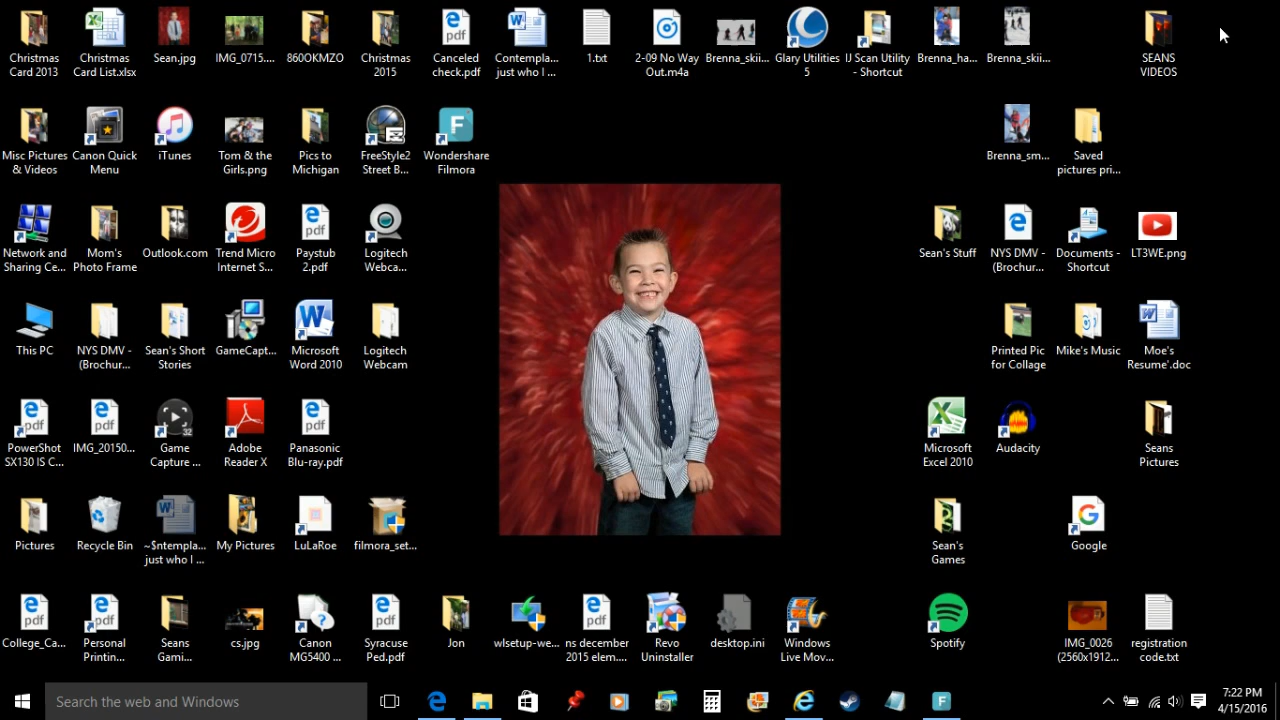 Christmas Card 2013
Christmas Card List.xlsx
Sean.jpg
IMG_0715....
860OKMZO
Christmas 2015
Canceled check.pdf
Contempla... just who I ...
1.txt
2-09 No Way Out.m4a
Brenna_skii...
Glary Utilities 5
IJ Scan Utility - Shortcut
Brenna_ha...
Brenna_skii...
SEANS VIDEOS
Misc Pictures & Videos
Canon Quick Menu
iTunes
Tom & the Girls.png
Pics to Michigan
FreeStyle2 Street B...
Wondershare Filmora
Brenna_sm...
Saved pictures pri...
Network and Sharing Ce...
Mom's Photo Frame
Outlook.com
Trend Micro Internet S...
Paystub 2.pdf
Logitech Webca...
Sean's Stuff
NYS DMV - (Brochur...
Documents - Shortcut
LT3WE.png
This PC
NYS DMV - (Brochur...
Sean's Short Stories
GameCapt...
Microsoft Word 2010
Logitech Webcam
Printed Pic for Collage
Mike's Music
Moe's Resume'.doc
PowerShot SX130 IS C...
IMG_20150...
Game Capture ...
Adobe Reader X
Panasonic Blu-ray.pdf
Microsoft Excel 2010
Audacity
Seans Pictures
Pictures
Recycle Bin
~$ntempla... just who I ...
My Pictures
LuLaRoe
filmora_set...
Sean's Games
Google
College_Ca...
Personal Printin...
Seans Gami...
cs.jpg
Canon MG5400 ...
Syracuse Ped.pdf
Jon
wlsetup-we...
ns december 2015 elem....
Revo Uninstaller
desktop.ini
Windows Live Mov...
Spotify
IMG_0026 (2560x1912...
registration code.txt
Search the web and Windows
7:22 PM
4/15/2016